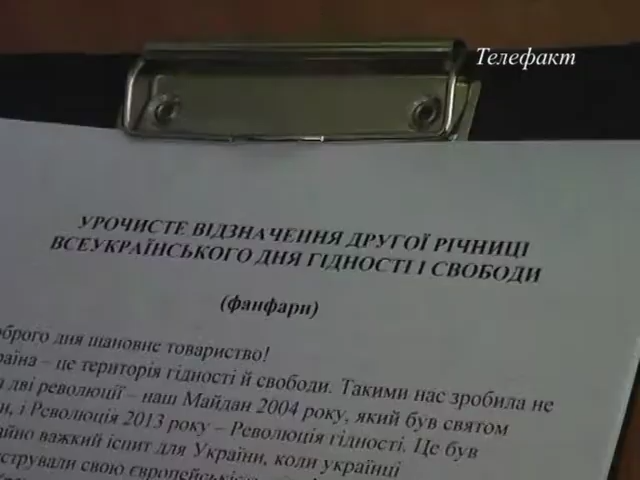 Телефакт
УРОЧИСТЕ ВІДЗНАЧЕННЯ ДРУГОЇ РІЧНИЦІ
ВСЕУКРАЇНСЬКОГО ДНЯ ГІДНОСТІ І СВОБОДИ
(фанфари)
оброго дня шановне товариство!
раїна – це територія гідності й свободи. Такими нас зробила не
дві революції – наш Майдан 2004 року, який був святом
н, і Революція 2013 року – Революція гідності. Це був
айно важкий іспит для України, коли українці
стрували свою